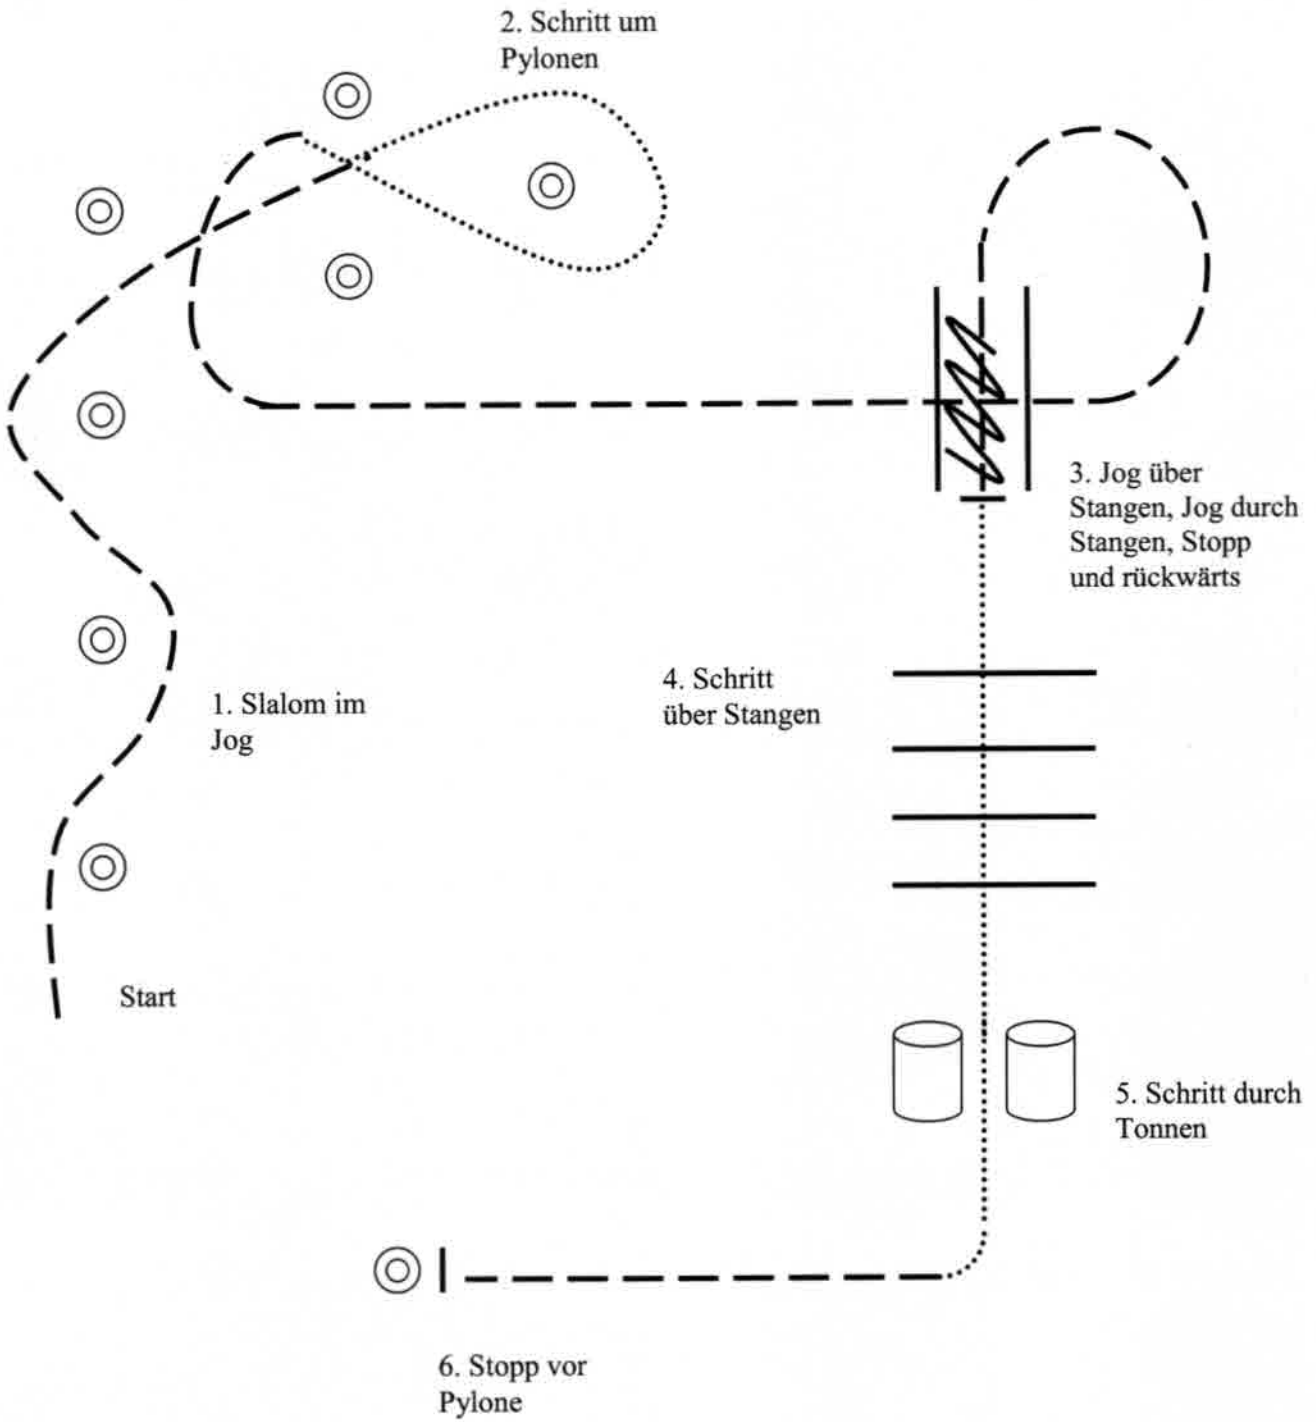 2. Schritt um
Pylonen
3. Jog über
Stangen, Jog durch
Stangen, Stopp
und rückwärts
4. Schritt
über Stangen
1. Slalom im
Jog
Start
5. Schritt durch
Tonnen
6. Stopp vor
Pylone